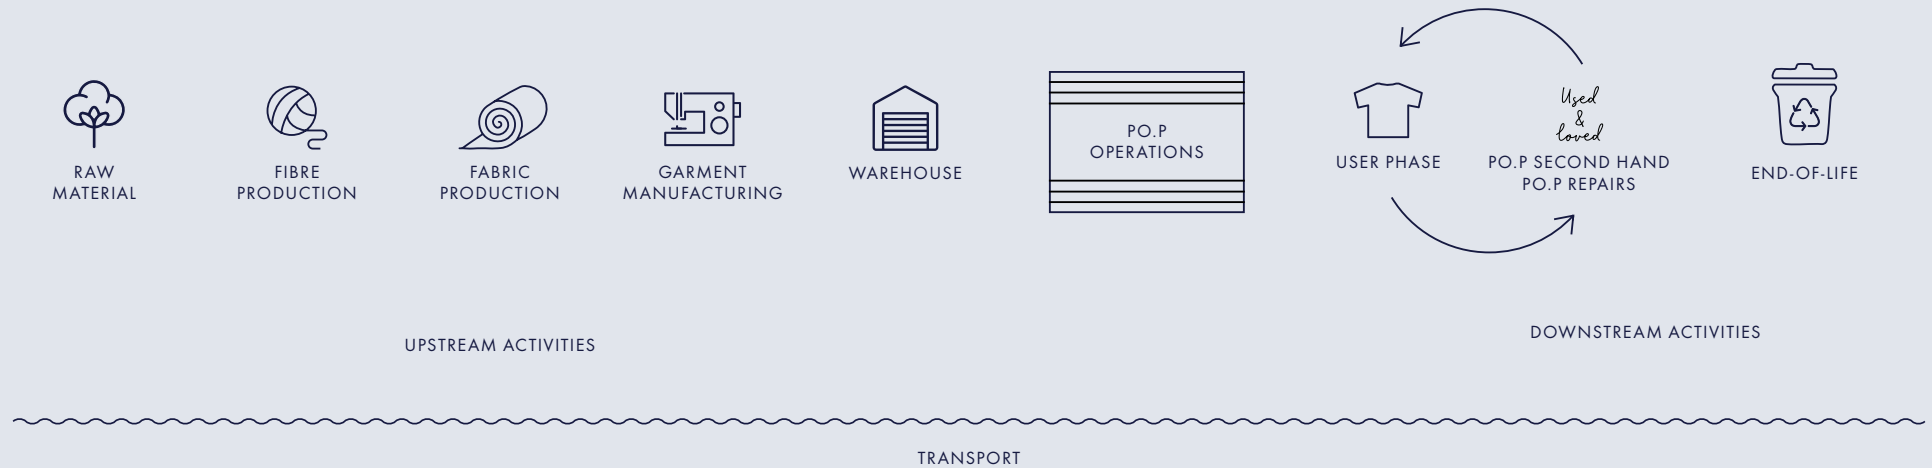 RAW
MATERIAL
FIBRE
PRODUCTION
FABRIC
PRODUCTION
GARMENT
MANUFACTURING
WAREHOUSE
PO.P
OPERATIONS
USER PHASE
Used
&
loved
PO.P SECOND HAND
PO.P REPAIRS
END-OF-LIFE
UPSTREAM ACTIVITIES
DOWNSTREAM ACTIVITIES
TRANSPORT